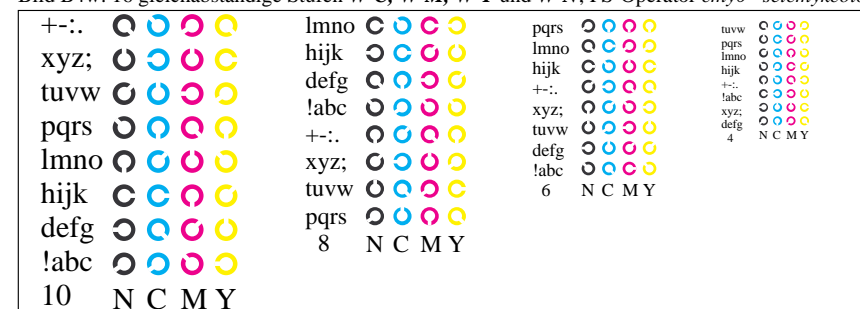 +-:.
xyz;
tuvw
pqrs
lmno
hijk
defg
!abc
10 N C M Y
lmno
hijk
defg
!abc
+-:.
xyz;
tuvw
pqrs
8 N C M Y
pqrs
lmno
hijk
+-:.
xyz;
tuvw
defg
!abc
6 N C M Y
tuvw
pqrs
lmno
hijk
+-:.
!abc
xyz;
defg
4 N C M Y